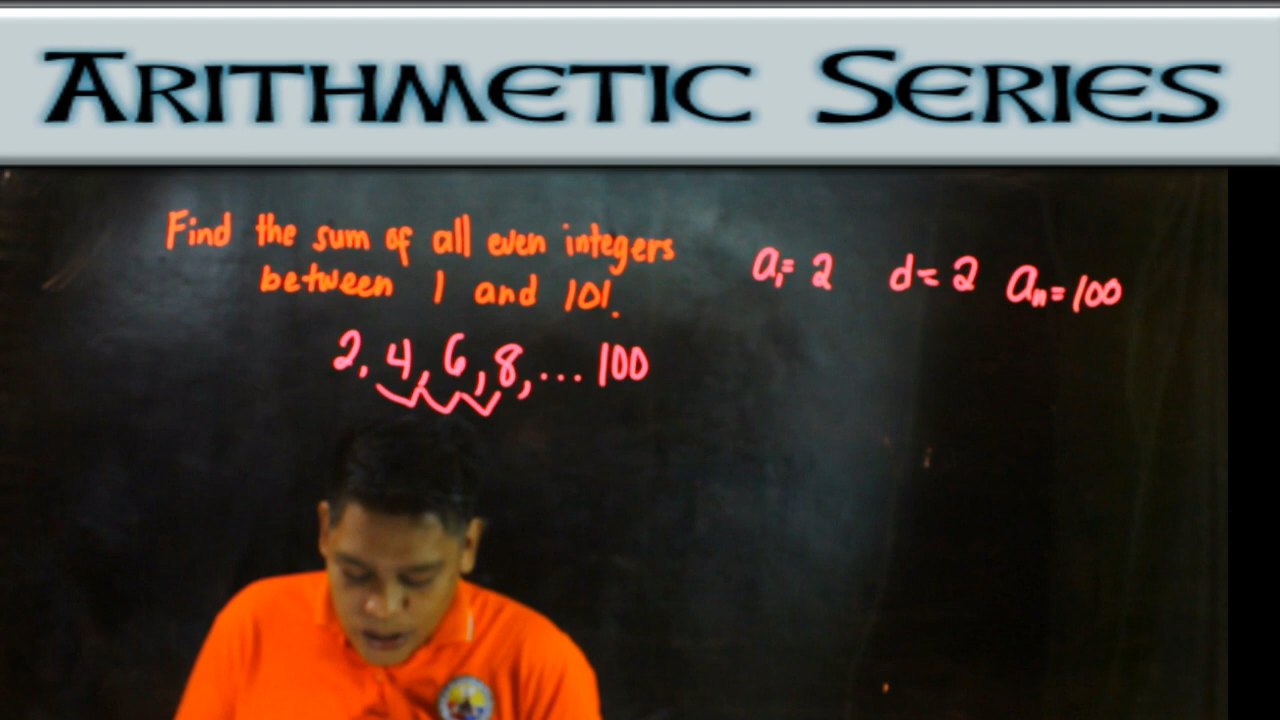 ARITHMETIC SERIES
Find the sum of all even integers
between 1 and 101.
2, 4, 6, 8, ... 100
a₁= 2 d= 2 aₙ=100